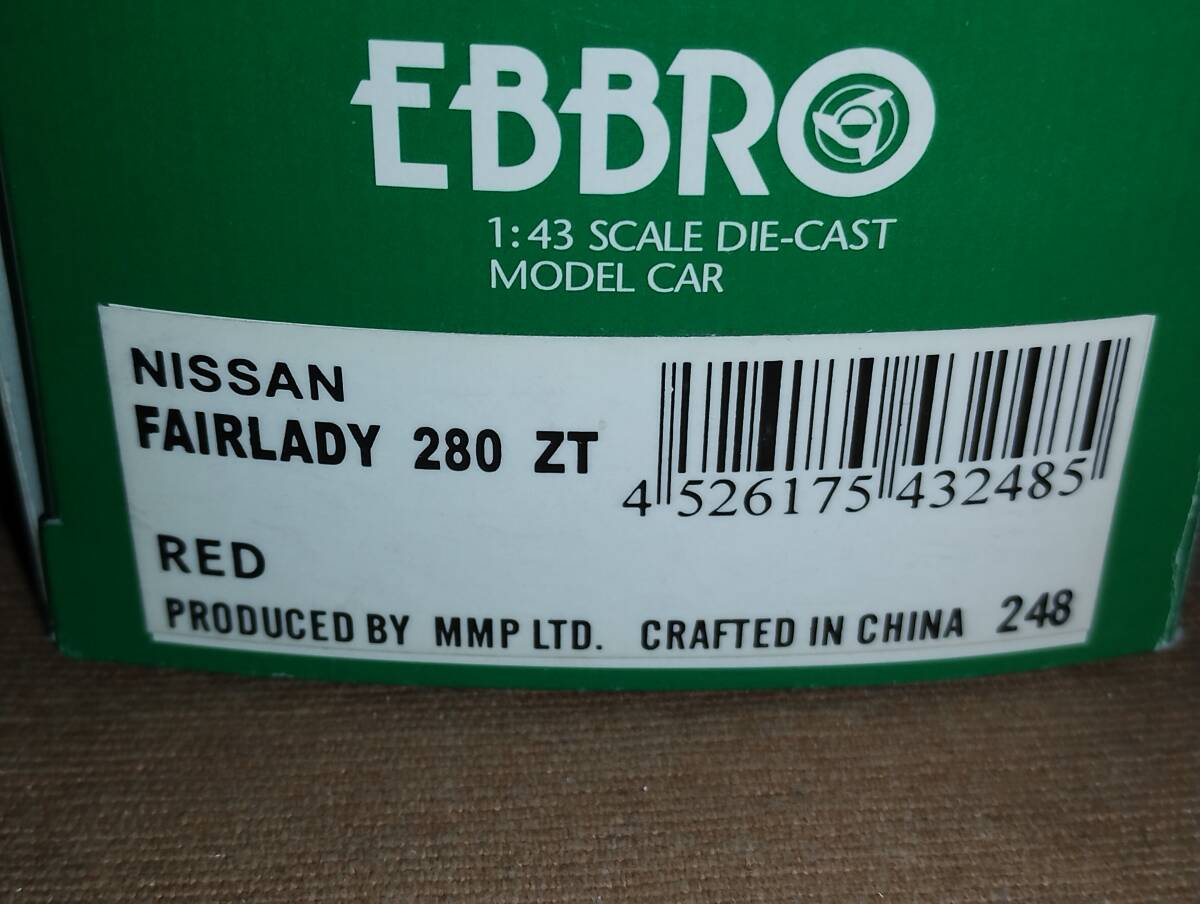 EBBRO
1:43 SCALE DIE-CAST
MODEL CAR
NISSAN
FAIRLADY 280 ZT
4 526175 432485
RED
PRODUCED BY MMP LTD. CRAFTED IN CHINA 248